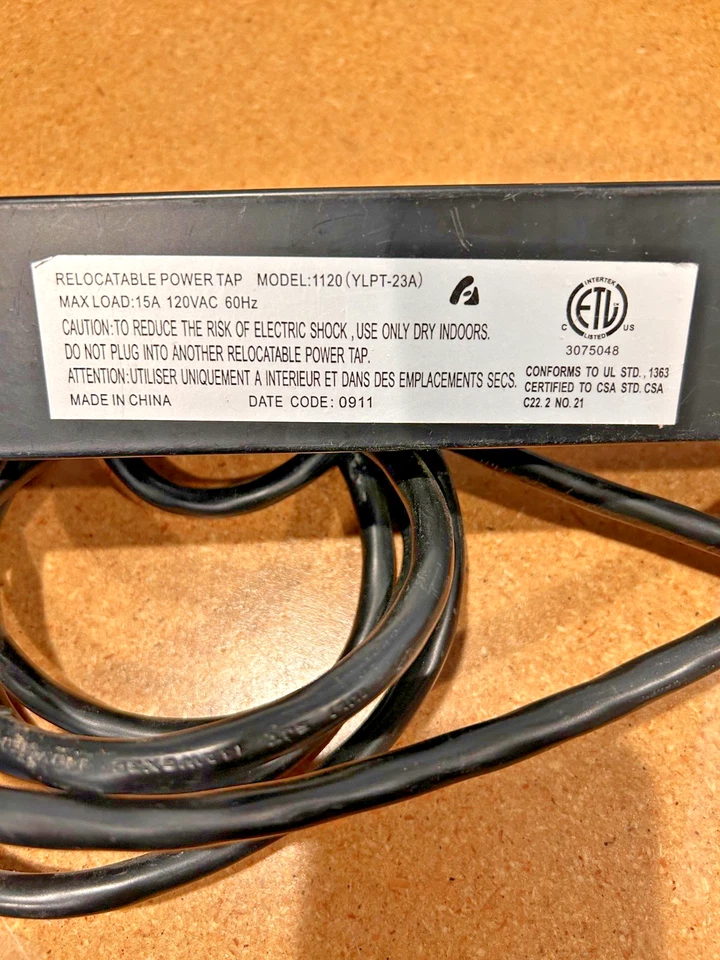 RELOCATABLE POWER TAP MODEL:1120 (YLPT-23A)
MAX LOAD:15A 120VAC 60Hz
CAUTION:TO REDUCE THE RISK OF ELECTRIC SHOCK ,USE ONLY DRY INDOORS.
DO NOT PLUG INTO ANOTHER RELOCATABLE POWER TAP.
ATTENTION:UTILISER UNIQUEMENT A INTERIEUR ET DANS DES EMPLACEMENTS SECS.
MADE IN CHINA DATE CODE: 0911
INTERTEK
ETL
C LISTED US
3075048
CONFORMS TO UL STD.,1363
CERTIFIED TO CSA STD. CSA
C22. 2 NO. 21